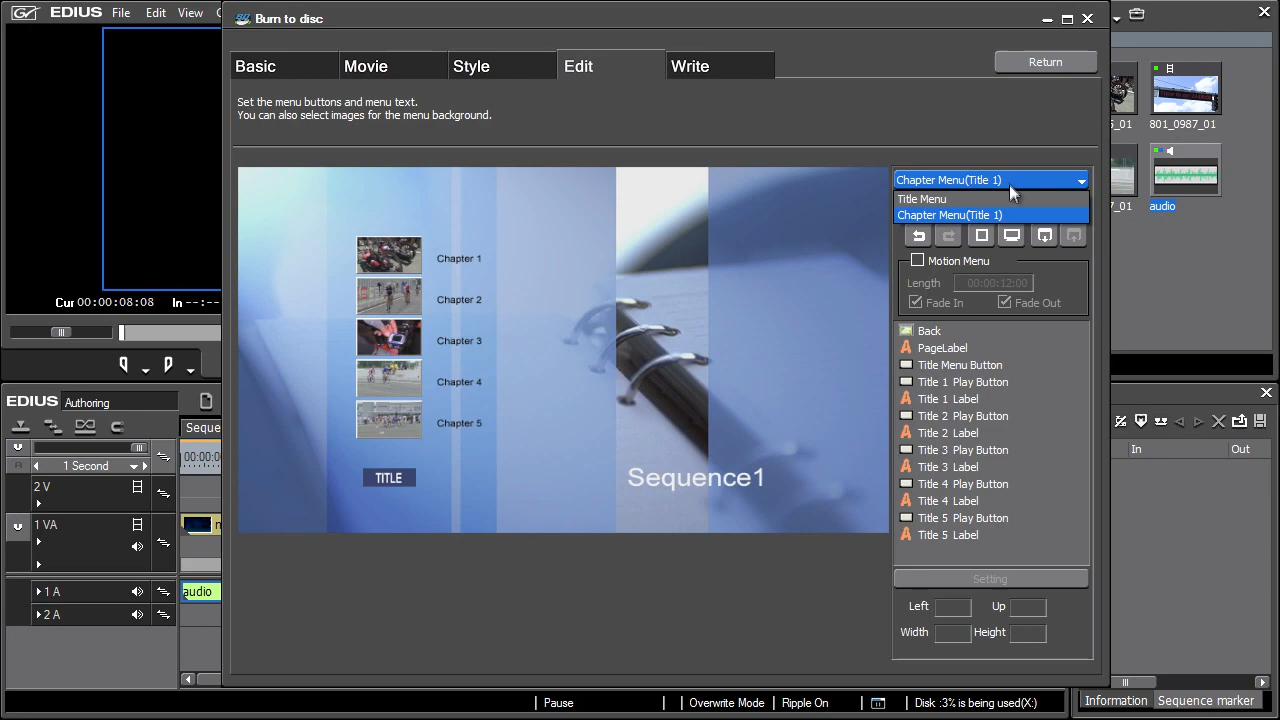 EDIUS File Edit View
Burn to disc
Basic Movie Style Edit Write
Return
Set the menu buttons and menu text.
You can also select images for the menu background.
Chapter Menu(Title 1)
Title Menu
Chapter Menu(Title 1)
Motion Menu
Length 00:00:12:00
Fade In Fade Out
Back
PageLabel
Title Menu Button
Title 1 Play Button
Title 1 Label
Title 2 Play Button
Title 2 Label
Title 3 Play Button
Title 3 Label
Title 4 Play Button
Title 4 Label
Title 5 Play Button
Title 5 Label
Setting
Left Up
Width Height
Chapter 1
Chapter 2
Chapter 3
Chapter 4
Chapter 5
TITLE
Sequence1
Cur 00:00:08:08 In --:--
EDIUS Authoring
Seque
1 Second
00:00:0
2 V
1 VA
1 A
audio
2 A
5_01 801_0987_01
7_01 audio
In Out
Pause Overwrite Mode Ripple On Disk :3% is being used(X:)
Information Sequence marker